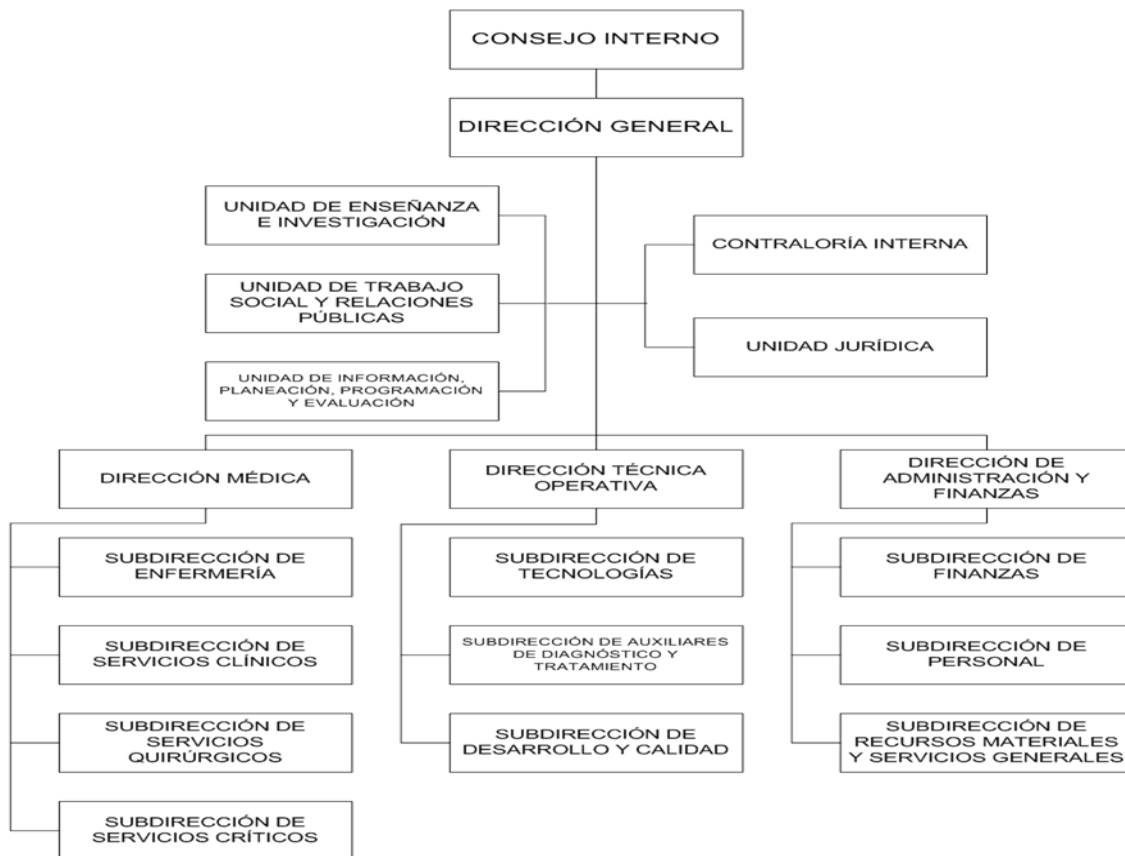 CONSEJO INTERNO
DIRECCIÓN GENERAL
UNIDAD DE ENSEÑANZA
E INVESTIGACIÓN
CONTRALORÍA INTERNA
UNIDAD DE TRABAJO
SOCIAL Y RELACIONES
PÚBLICAS
UNIDAD JURÍDICA
UNIDAD DE INFORMACIÓN,
PLANEACIÓN, PROGRAMACIÓN
Y EVALUACIÓN
DIRECCIÓN MÉDICA
SUBDIRECCIÓN DE
ENFERMERÍA
SUBDIRECCIÓN DE
SERVICIOS CLÍNICOS
SUBDIRECCIÓN DE
SERVICIOS
QUIRÚRGICOS
SUBDIRECCIÓN DE
SERVICIOS CRÍTICOS
DIRECCIÓN TÉCNICA
OPERATIVA
SUBDIRECCIÓN DE
TECNOLOGÍAS
SUBDIRECCIÓN DE AUXILIARES
DE DIAGNÓSTICO Y
TRATAMIENTO
SUBDIRECCIÓN DE
DESARROLLO Y CALIDAD
DIRECCIÓN DE
ADMINISTRACIÓN Y
FINANZAS
SUBDIRECCIÓN DE
FINANZAS
SUBDIRECCIÓN DE
PERSONAL
SUBDIRECCIÓN DE
RECURSOS MATERIALES
Y SERVICIOS GENERALES